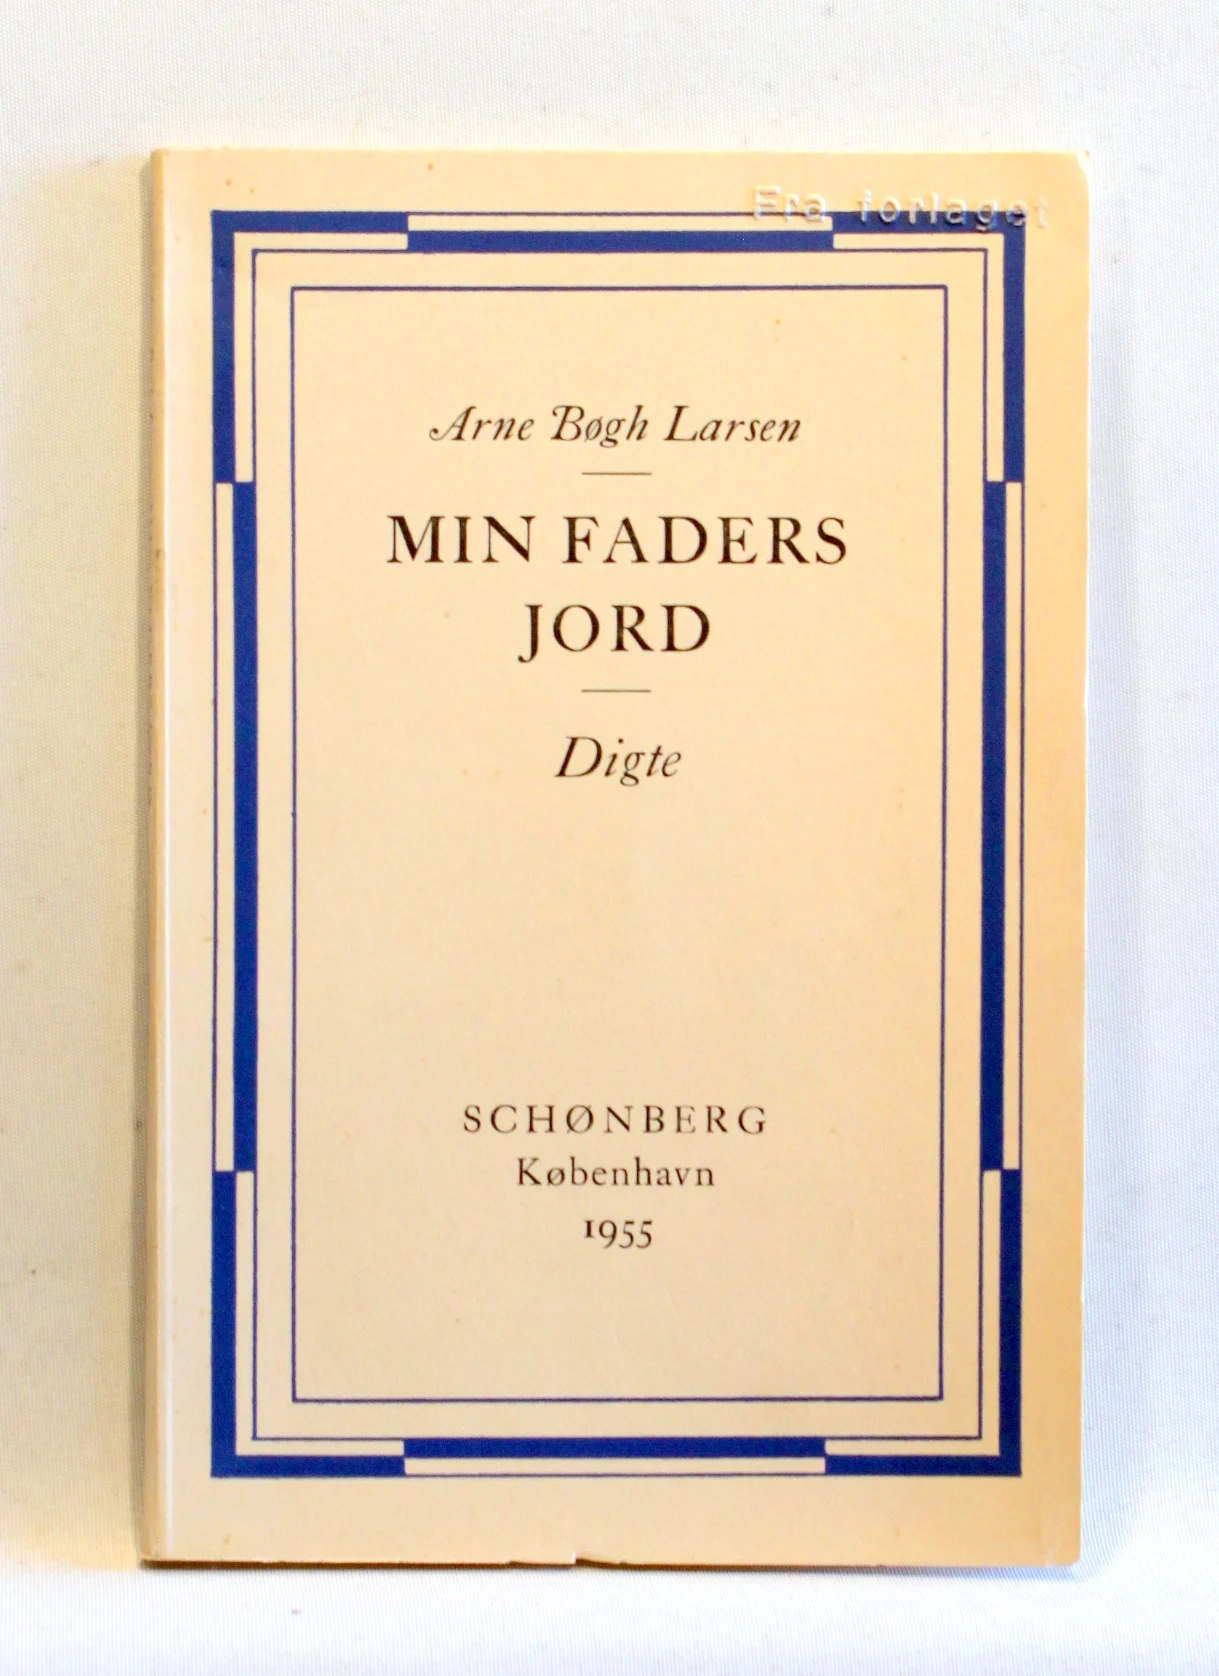 Fra forlaget
Arne Bøgh Larsen
MIN FADERS
JORD
Digte
SCHØNBERG
København
1955